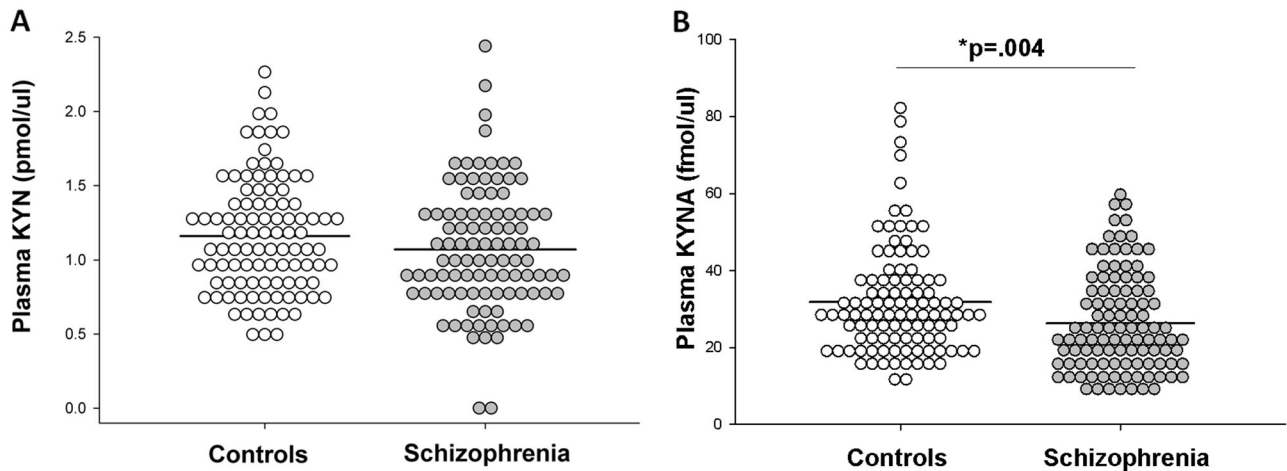 A
Plasma KYN (pmol/ul)
2.5
2.0
1.5
1.0
0.5
0.0
Controls Schizophrenia
B
Plasma KYNA (fmol/ul)
*p=.004
100
80
60
40
20
0
Controls Schizophrenia